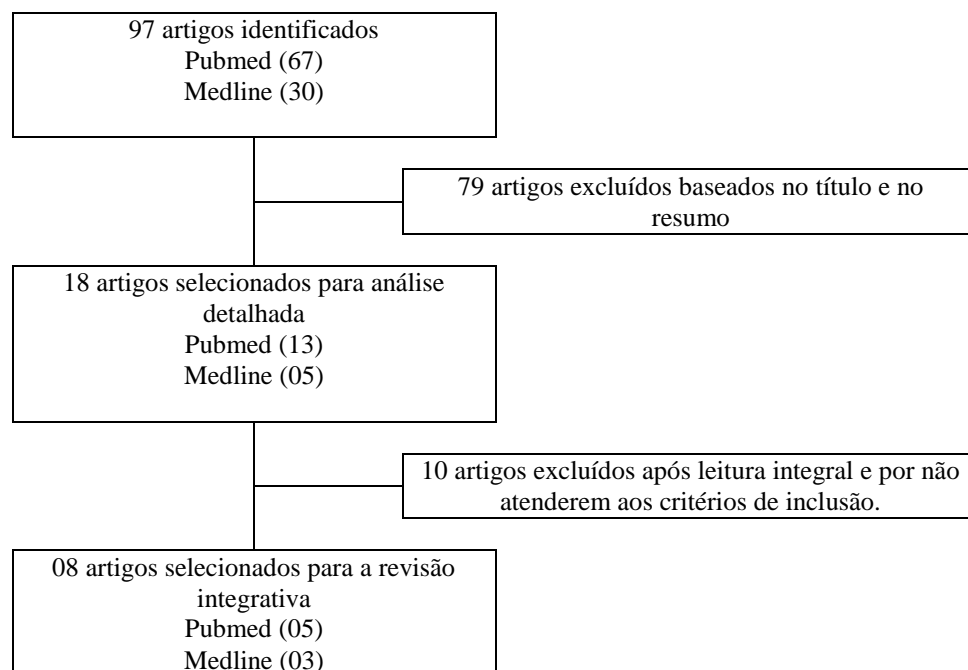 97 artigos identificados
Pubmed (67)
Medline (30)
79 artigos excluídos baseados no título e no
resumo
18 artigos selecionados para análise
detalhada
Pubmed (13)
Medline (05)
10 artigos excluídos após leitura integral e por não
atenderem aos critérios de inclusão.
08 artigos selecionados para a revisão
integrativa
Pubmed (05)
Medline (03)